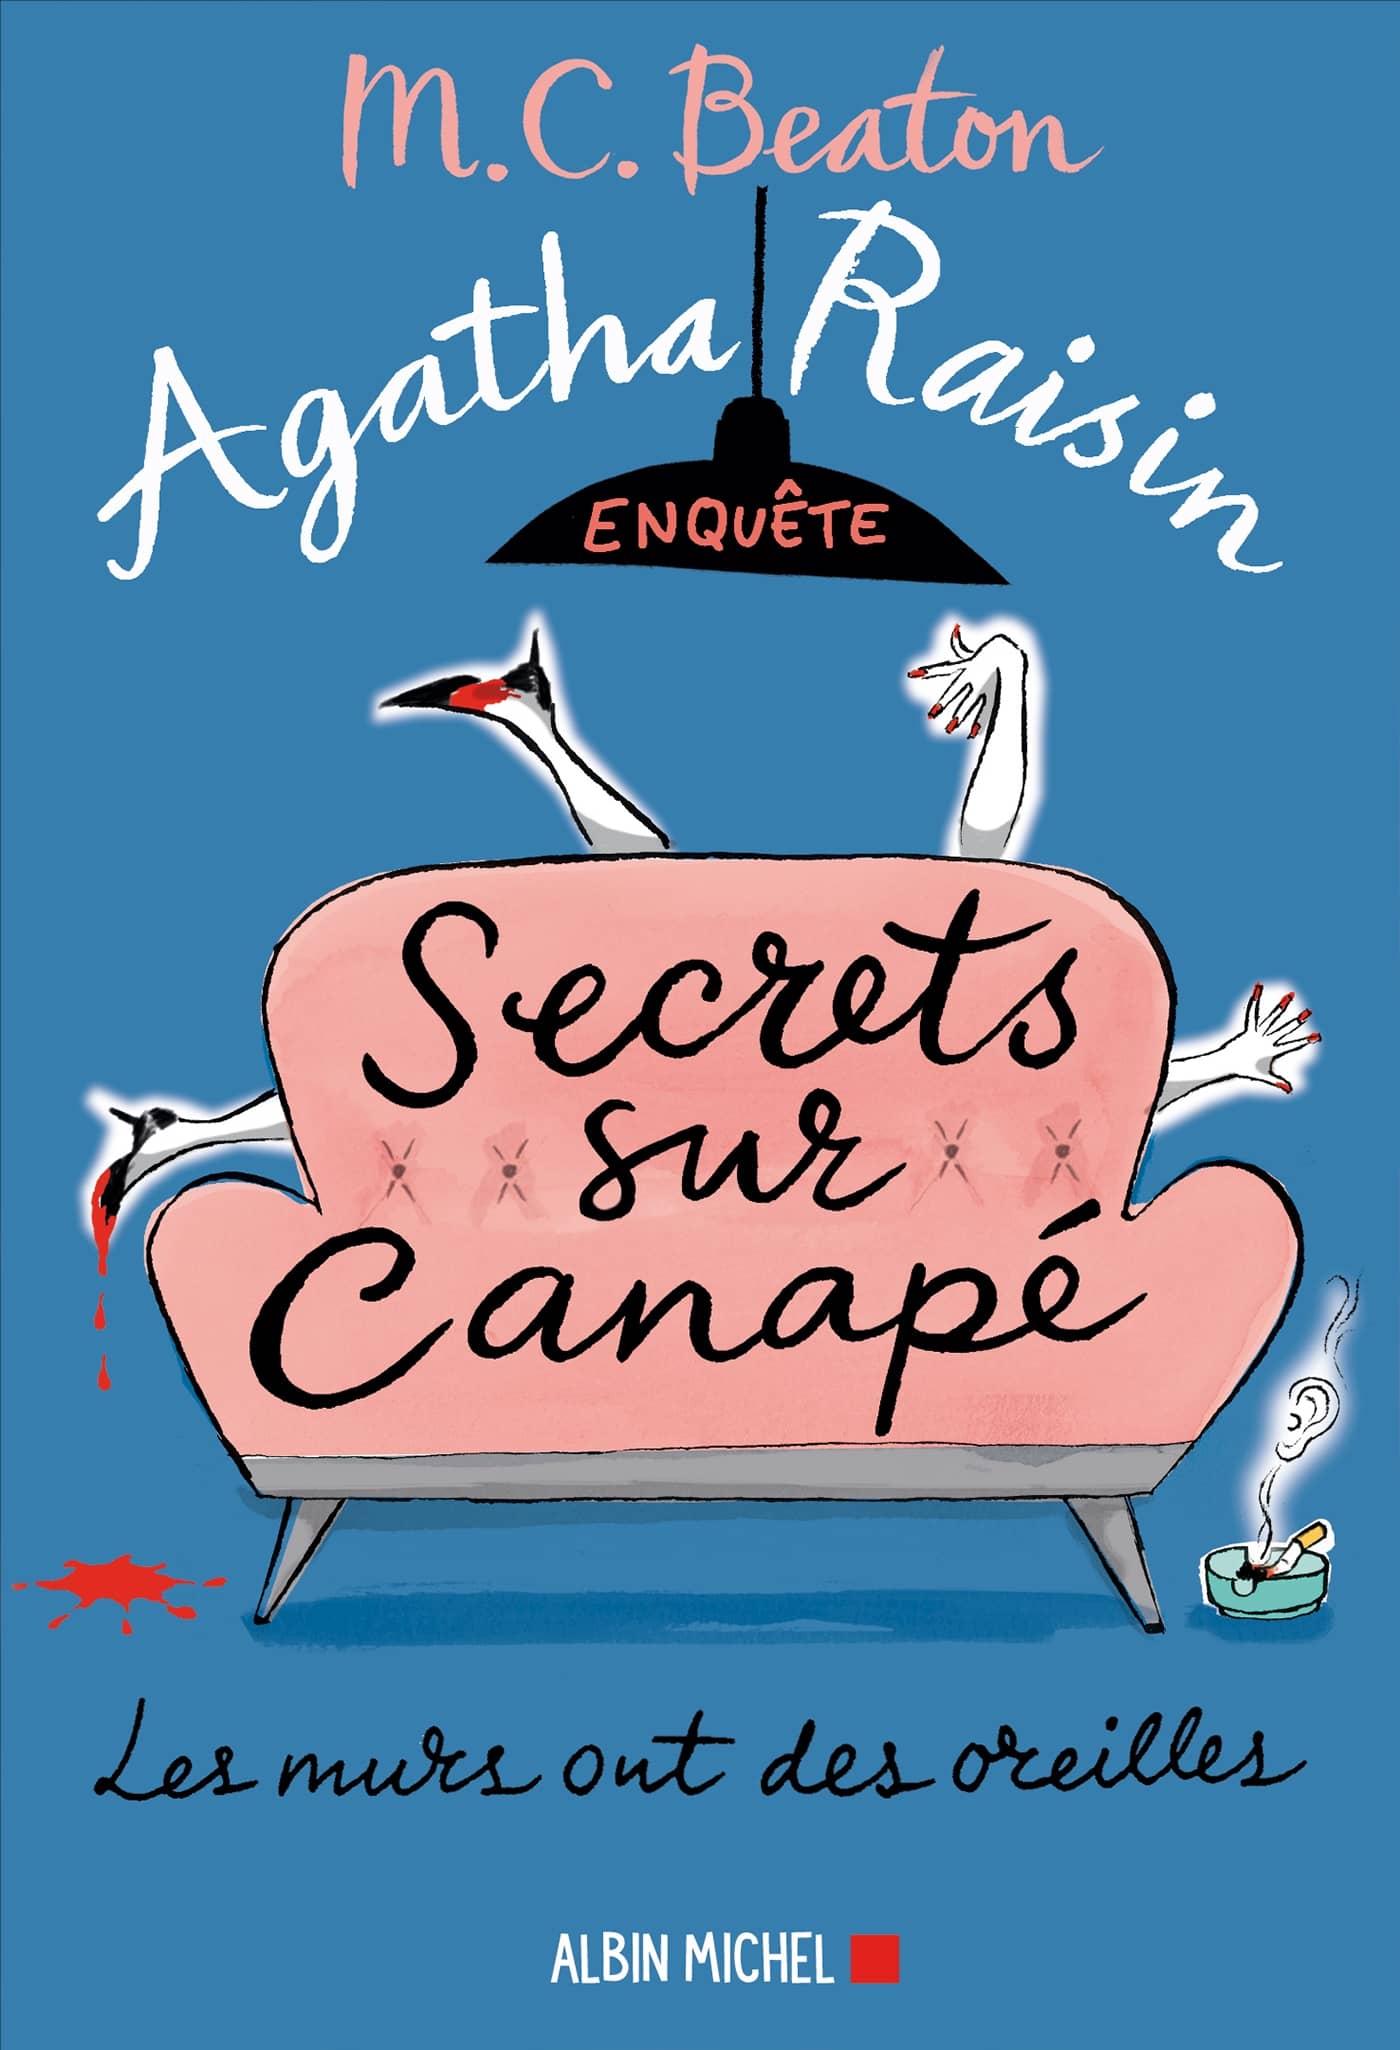 M.C. Beaton
Agatha Raisin
ENQUÊTE
Secrets
sur
Canapé
Les murs ont des oreilles
ALBIN MICHEL